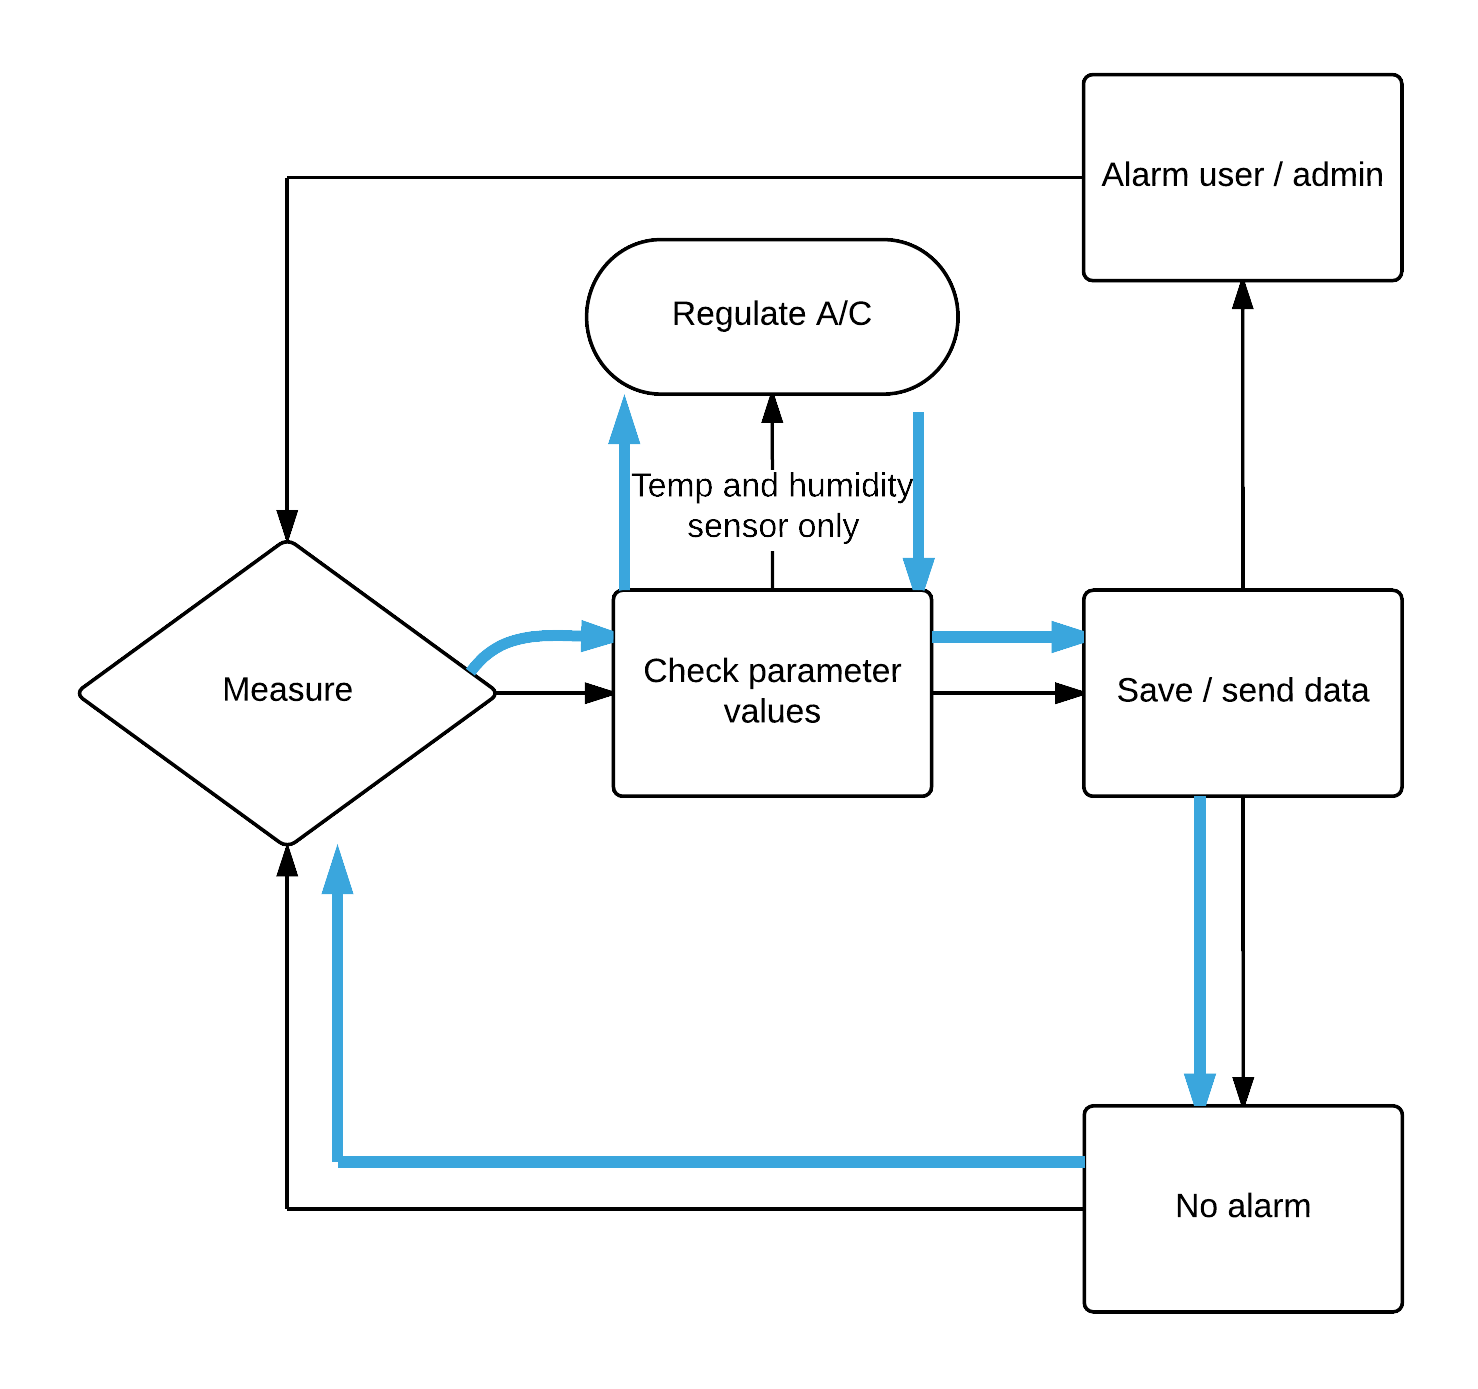 Alarm user / admin
Regulate A/C
Temp and humidity
sensor only
Measure
Check parameter
values
Save / send data
No alarm